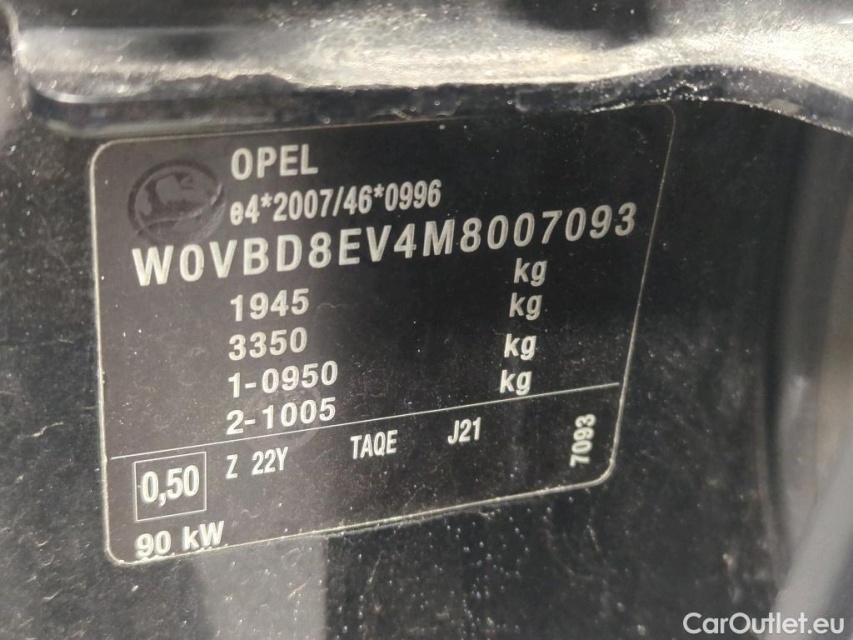 OPEL
e4*2007/46*0996
W0VBD8EV4M8007093
1945 kg
3350 kg
1-0950 kg
2-1005 kg
0,50 Z 22Y TAQE J21 7093
90 kW
CarOutlet.eu